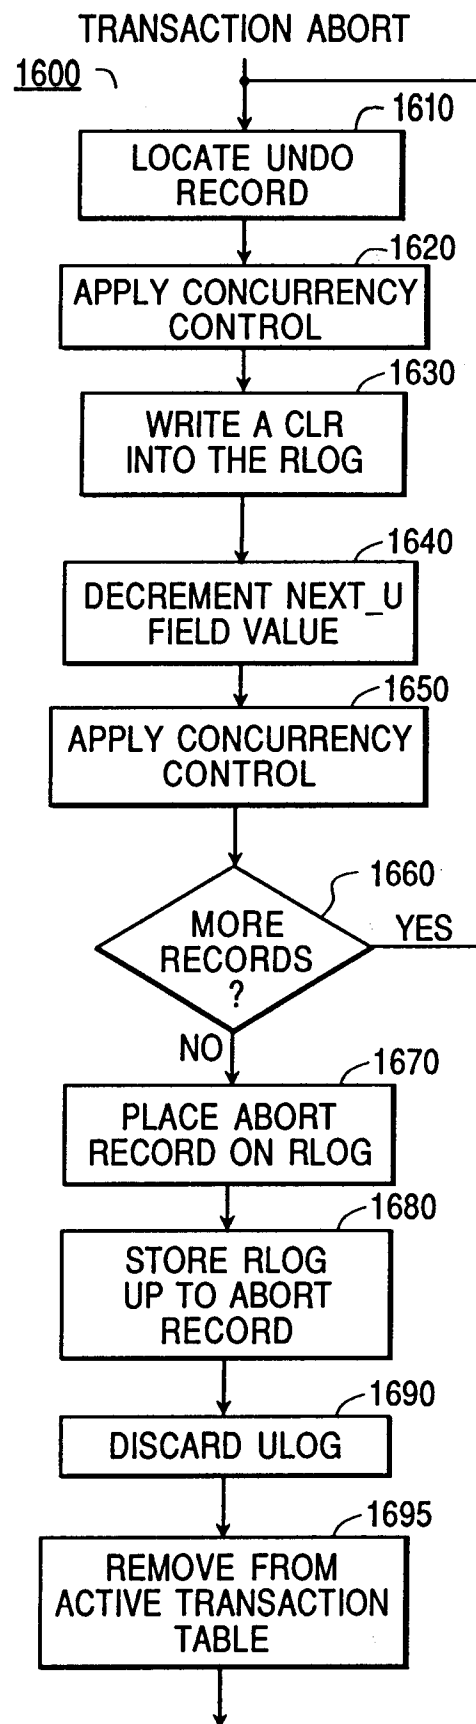 TRANSACTION ABORT
1600
1610
LOCATE UNDO
RECORD
1620
APPLY CONCURRENCY
CONTROL
1630
WRITE A CLR
INTO THE RLOG
1640
DECREMENT NEXT_U
FIELD VALUE
1650
APPLY CONCURRENCY
CONTROL
1660
MORE
RECORDS
?
YES
NO
1670
PLACE ABORT
RECORD ON RLOG
1680
STORE RLOG
UP TO ABORT
RECORD
1690
DISCARD ULOG
1695
REMOVE FROM
ACTIVE TRANSACTION
TABLE